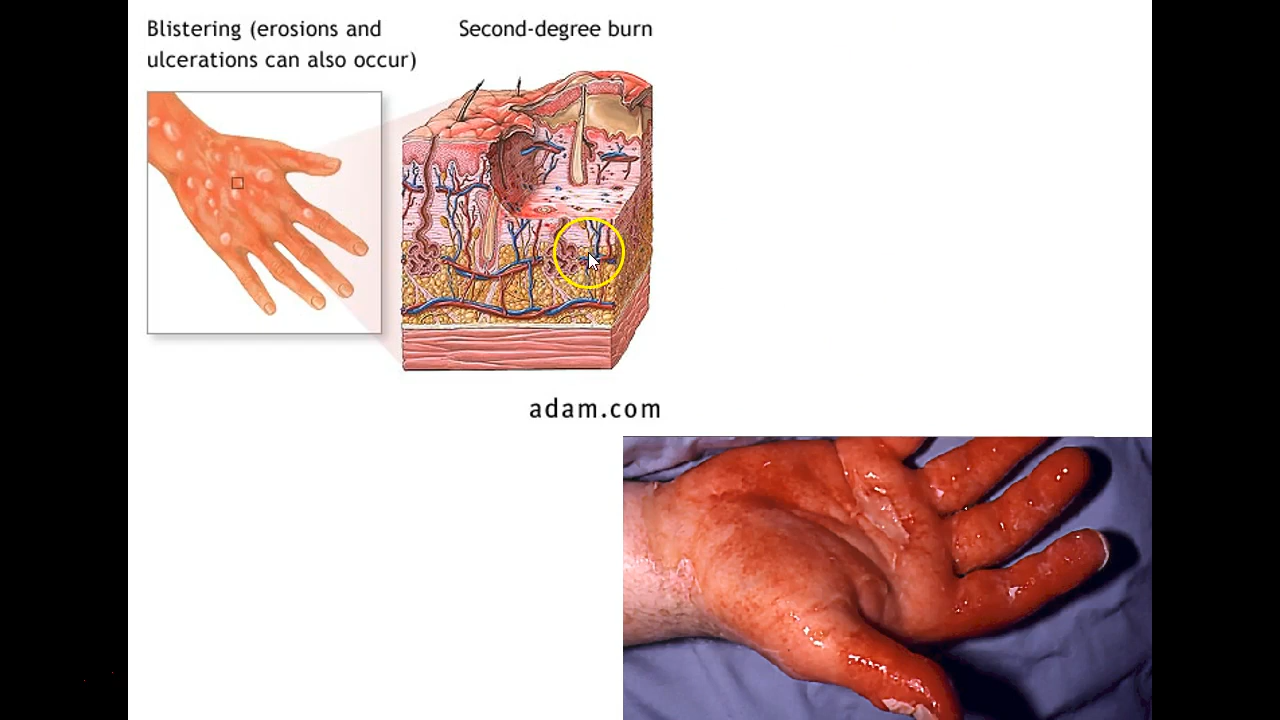 Blistering (erosions and
ulcerations can also occur)
Second-degree burn
adam.com